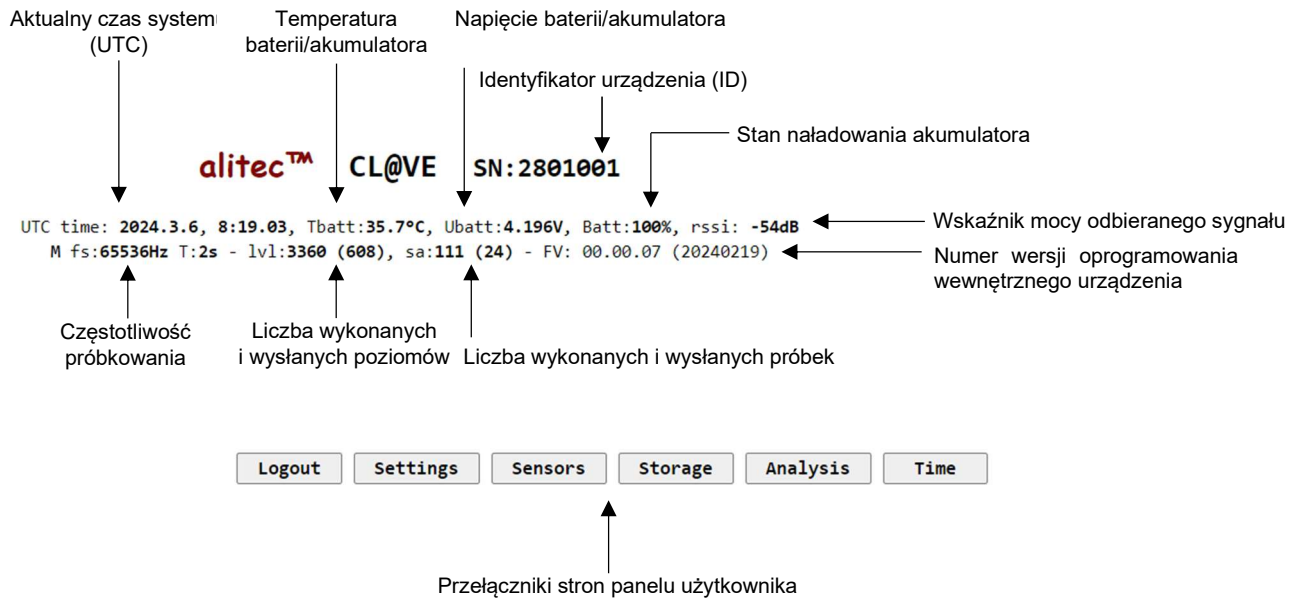 Aktualny czas system
(UTC)
Temperatura
baterii/akumulatora
Napięcie baterii/akumulatora
Identyfikator urządzenia (ID)
Stan naładowania akumulatora
alitec™ CL@VE SN:2801001
UTC time: 2024.3.6, 8:19.03, Tbatt:35.7°C, Ubatt:4.196V, Batt:100%, rssi: -54dB
Wskaźnik mocy odbieranego sygnału
M fs:65536Hz T:2s - lvl:3360 (608), sa:111 (24) - FV: 00.00.07 (20240219)
Numer wersji oprogramowania
wewnętrznego urządzenia
Częstotliwość
próbkowania
Liczba wykonanych
i wysłanych poziomów
Liczba wykonanych i wysłanych próbek
Logout Settings Sensors Storage Analysis Time
Przełączniki stron panelu użytkownika